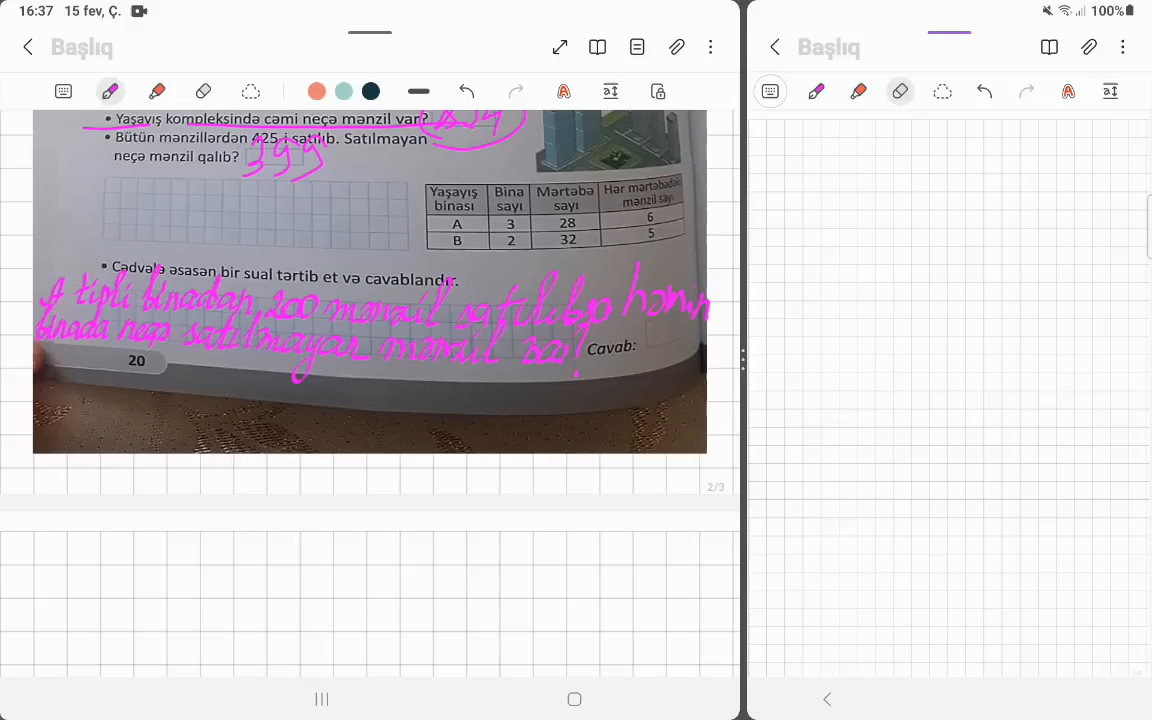 16:37 15 fev, Ç. 100%
Başlıq
Başlıq
• Yaşayış kompleksində cəmi neçə mənzil var?
• Bütün mənzillərdən 425-i satılıb. Satılmayan
neçə mənzil qalıb? 399
Yaşayış binası Bina sayı Mərtəbə sayı Hər mərtəbədəki mənzil sayı
A 3 28 6
B 2 32 5
• Cədvələ əsasən bir sual tərtib et və cavablandır.
A tipli binadan 200 mənzil satılıb həmin
binada neçə satılmayan mənzil var?
Cavab:
20
2/3